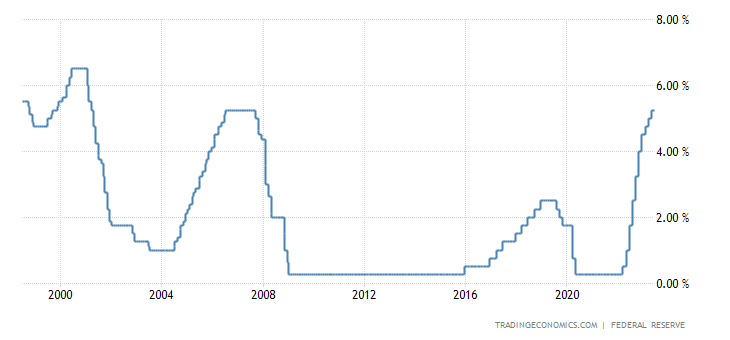 8.00 %
6.00 %
4.00 %
2.00 %
0.00 %
2000 2004 2008 2012 2016 2020
TRADINGECONOMICS.COM | FEDERAL RESERVE